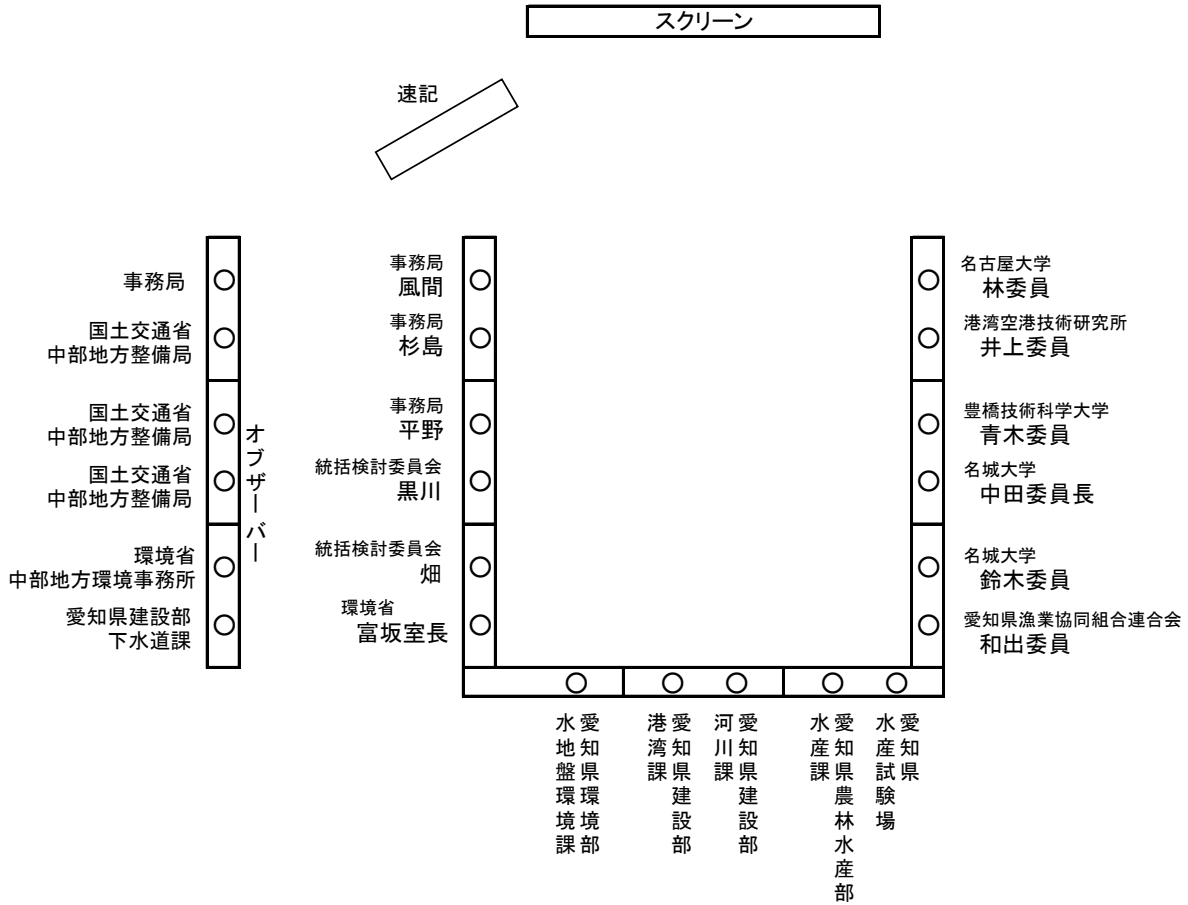 スクリーン
速記
事務局
国土交通省
中部地方整備局
国土交通省
中部地方整備局
国土交通省
中部地方整備局
環境省
中部地方環境事務所
愛知県建設部
下水道課
オブザーバー
事務局
風間
事務局
杉島
事務局
平野
統括検討委員会
黒川
統括検討委員会
畑
環境省
富坂室長
名古屋大学
林委員
港湾空港技術研究所
井上委員
豊橋技術科学大学
青木委員
名城大学
中田委員長
名城大学
鈴木委員
愛知県漁業協同組合連合会
和出委員
愛知県環境部
水地盤環境課
愛知県建設部
港湾課
愛知県建設部
河川課
愛知県農林水産部
水産課
愛知県
水産試験場